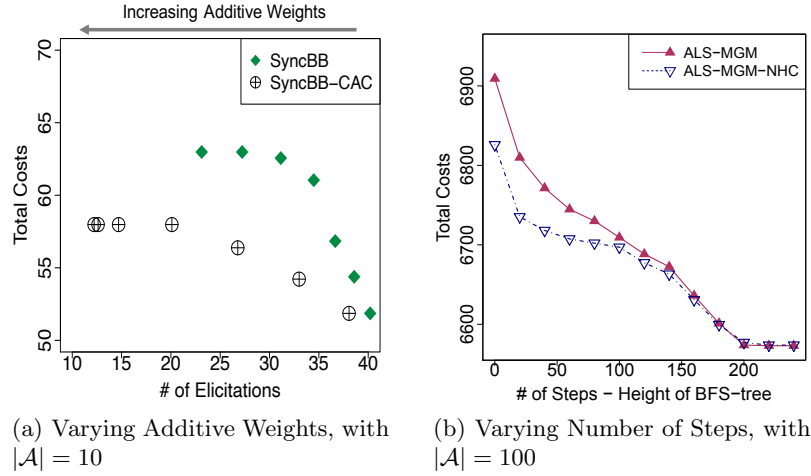 Increasing Additive Weights
70
65
60
55
50
Total Costs
SyncBB
SyncBB−CAC
10 15 20 25 30 35 40
# of Elicitations
(a) Varying Additive Weights, with
|𝒜| = 10
6900
6800
6700
6600
Total Costs
ALS−MGM
ALS−MGM−NHC
0 50 100 150 200
# of Steps − Height of BFS−tree
(b) Varying Number of Steps, with
|𝒜| = 100